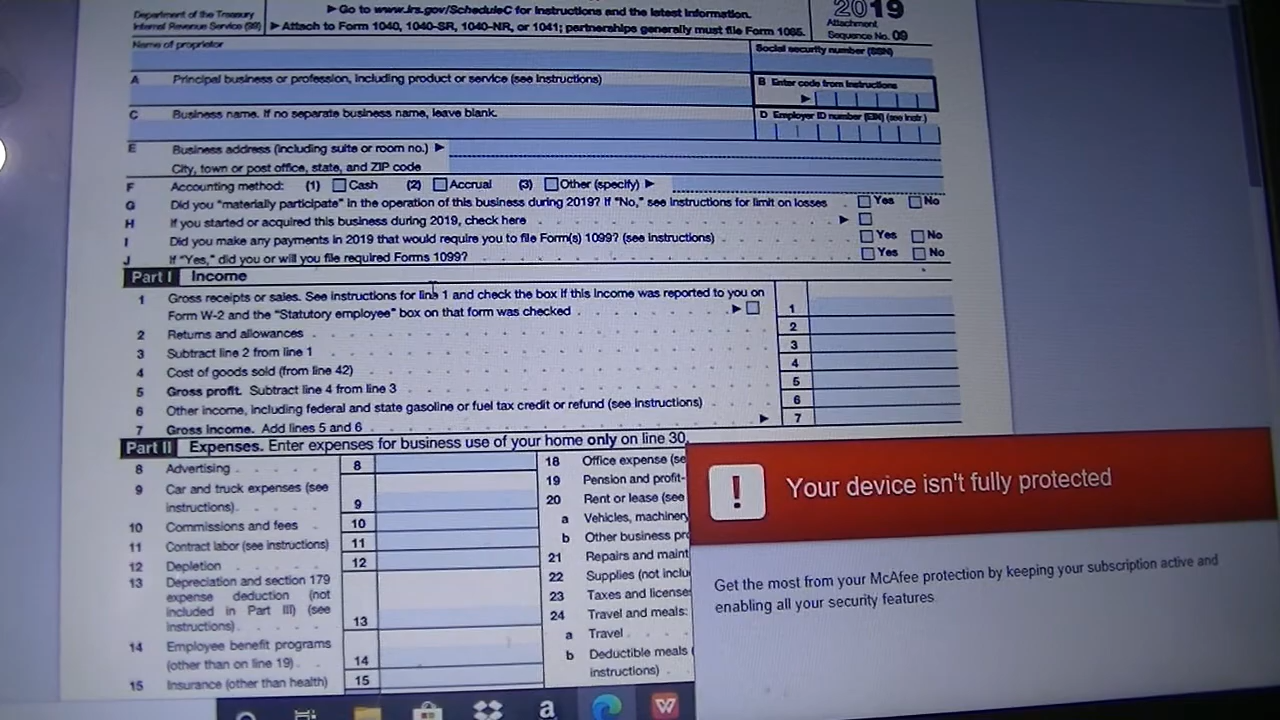 Department of the Treasury
Internal Revenue Service (99)
▶ Go to www.irs.gov/ScheduleC for instructions and the latest information.
▶ Attach to Form 1040, 1040-SR, 1040-NR, or 1041; partnerships generally must file Form 1065.
2019
Attachment
Sequence No. 09
Name of proprietor
Social security number (SSN)
A Principal business or profession, including product or service (see instructions)
B Enter code from instructions
▶
C Business name. If no separate business name, leave blank.
D Employer ID number (EIN) (see instr.)
E Business address (including suite or room no.) ▶
City, town or post office, state, and ZIP code
F Accounting method: (1) Cash (2) Accrual (3) Other (specify) ▶
G Did you "materially participate" in the operation of this business during 2019? If "No," see instructions for limit on losses Yes No
H If you started or acquired this business during 2019, check here ▶
I Did you make any payments in 2019 that would require you to file Form(s) 1099? (see instructions) Yes No
J If "Yes," did you or will you file required Forms 1099? Yes No
Part I Income
1 Gross receipts or sales. See instructions for line 1 and check the box if this income was reported to you on
Form W-2 and the "Statutory employee" box on that form was checked ▶ 1
2 Returns and allowances 2
3 Subtract line 2 from line 1 3
4 Cost of goods sold (from line 42) 4
5 Gross profit. Subtract line 4 from line 3 5
6 Other income, including federal and state gasoline or fuel tax credit or refund (see instructions) 6
7 Gross income. Add lines 5 and 6 ▶ 7
Part II Expenses. Enter expenses for business use of your home only on line 30.
8 Advertising 8
9 Car and truck expenses (see
instructions) 9
10 Commissions and fees 10
11 Contract labor (see instructions) 11
12 Depletion 12
13 Depreciation and section 179
expense deduction (not
included in Part III) (see
instructions) 13
14 Employee benefit programs
(other than on line 19) 14
15 Insurance (other than health) 15
18 Office expense (se
19 Pension and profit-
20 Rent or lease (see
a Vehicles, machinery
b Other business pro
21 Repairs and maint
22 Supplies (not inclu
23 Taxes and license
24 Travel and meals:
a Travel
b Deductible meals (
instructions)
! Your device isn't fully protected
Get the most from your McAfee protection by keeping your subscription active and
enabling all your security features
a
W